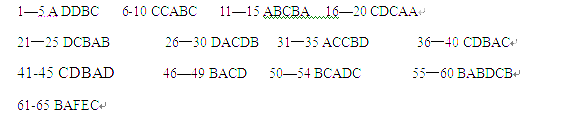 1—5 A DDBC 6-10 CCABC 11—15 ABCBA 16—20 CDCAA↵
21—25 DCBAB 26—30 DACDB 31—35 ACCBD 36—40 CDBAC↵
41-45 CDBAD 46—49 BACD 50—54 BCADC 55—60 BABDCB↵
61-65 BAFEC↵